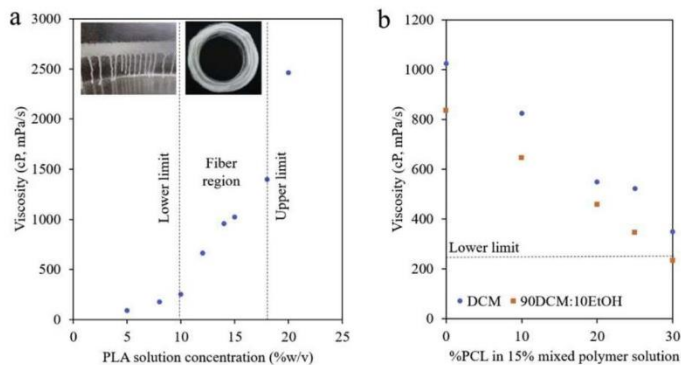 a
3000
2500
2000
1500
1000
500
0
Viscosity (cP, mPa/s)
Lower limit
Fiber
region
Upper limit
0 5 10 15 20 25
PLA solution concentration (%w/v)
b
1200
1000
800
600
400
200
0
Viscosity (cP, mPa/s)
Lower limit
DCM 90DCM:10EtOH
0 10 20 30
%PCL in 15% mixed polymer solution